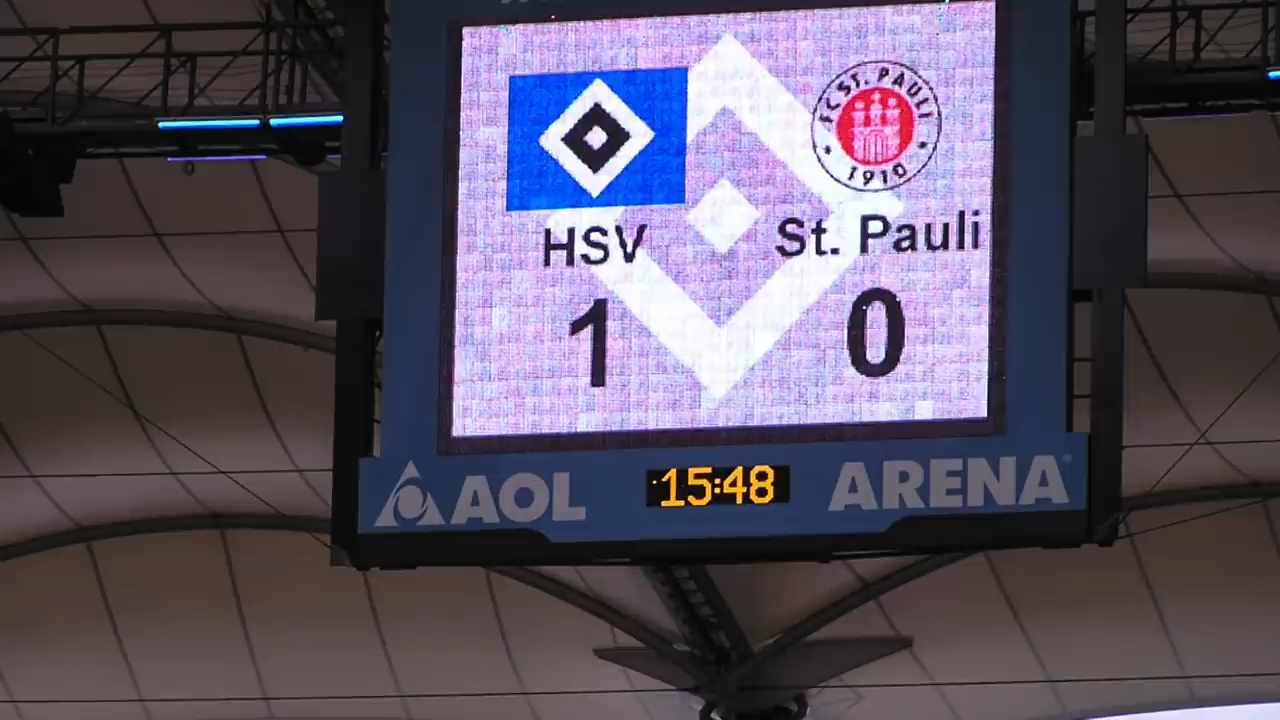 FC ST. PAULI
1910
HSV
St. Pauli
1
0
AOL
15:48
ARENA